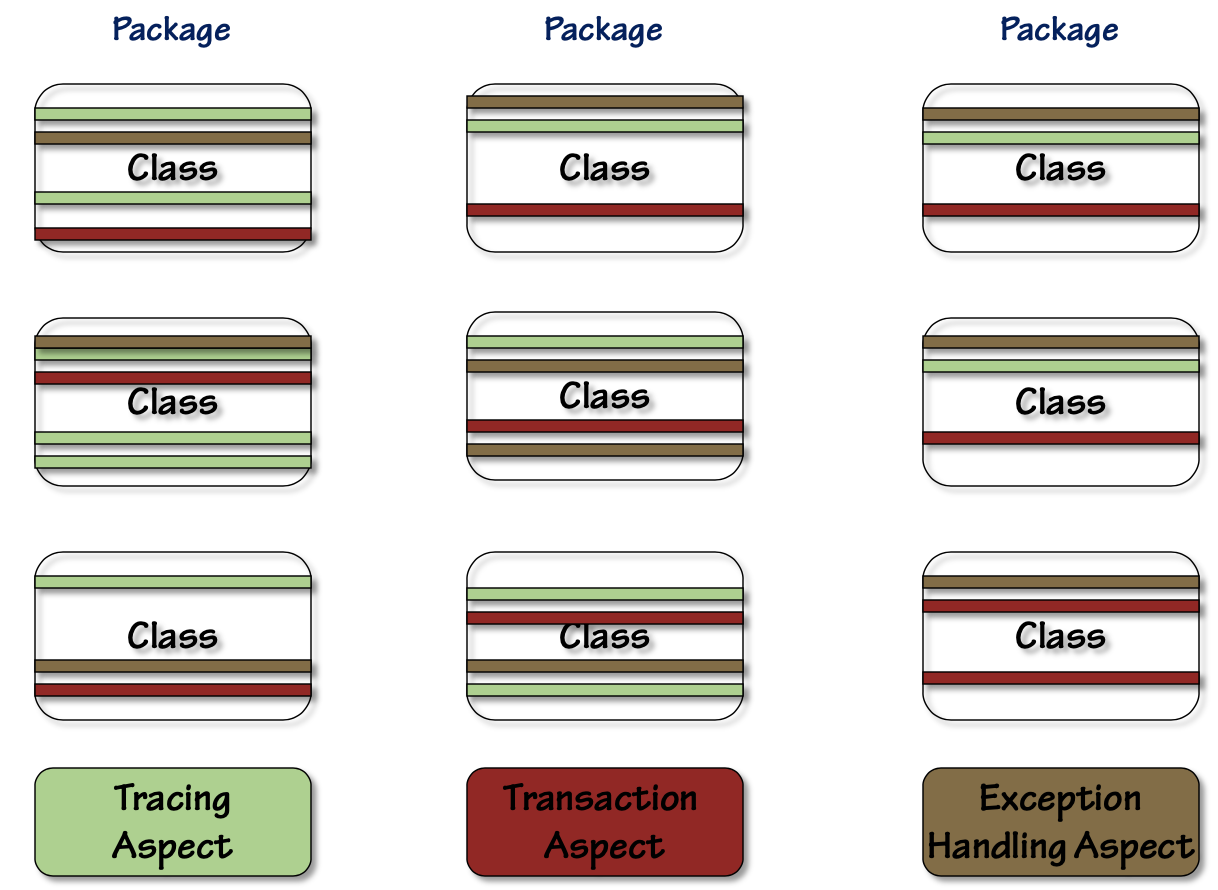 Package
Package
Package
Class
Class
Class
Class
Class
Class
Class
Class
Class
Tracing
Aspect
Transaction
Aspect
Exception
Handling Aspect